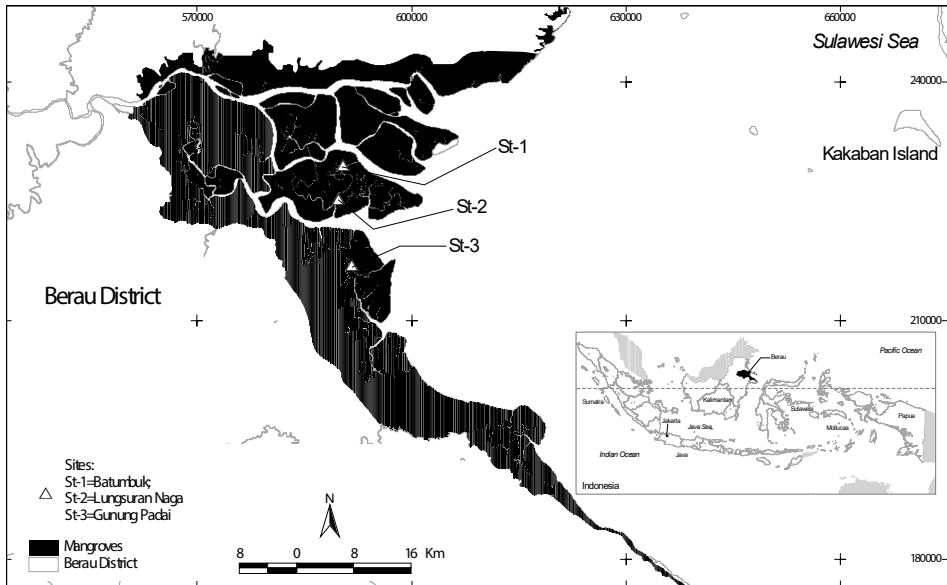 570000
600000
630000
660000
Sulawesi Sea
240000
Kakaban Island
St-1
St-2
St-3
Berau District
210000
Pacific Ocean
Berau
Sumatra
Kalimantan
Sulawesi
Papua
Jakarta
Java Sea
Moluccas
Indian Ocean
Java
Indonesia
Sites:
St-1=Batumbuk;
St-2=Lungsuran Naga
St-3=Gunung Padai
N
Mangroves
Berau District
8 0 8 16 Km
180000